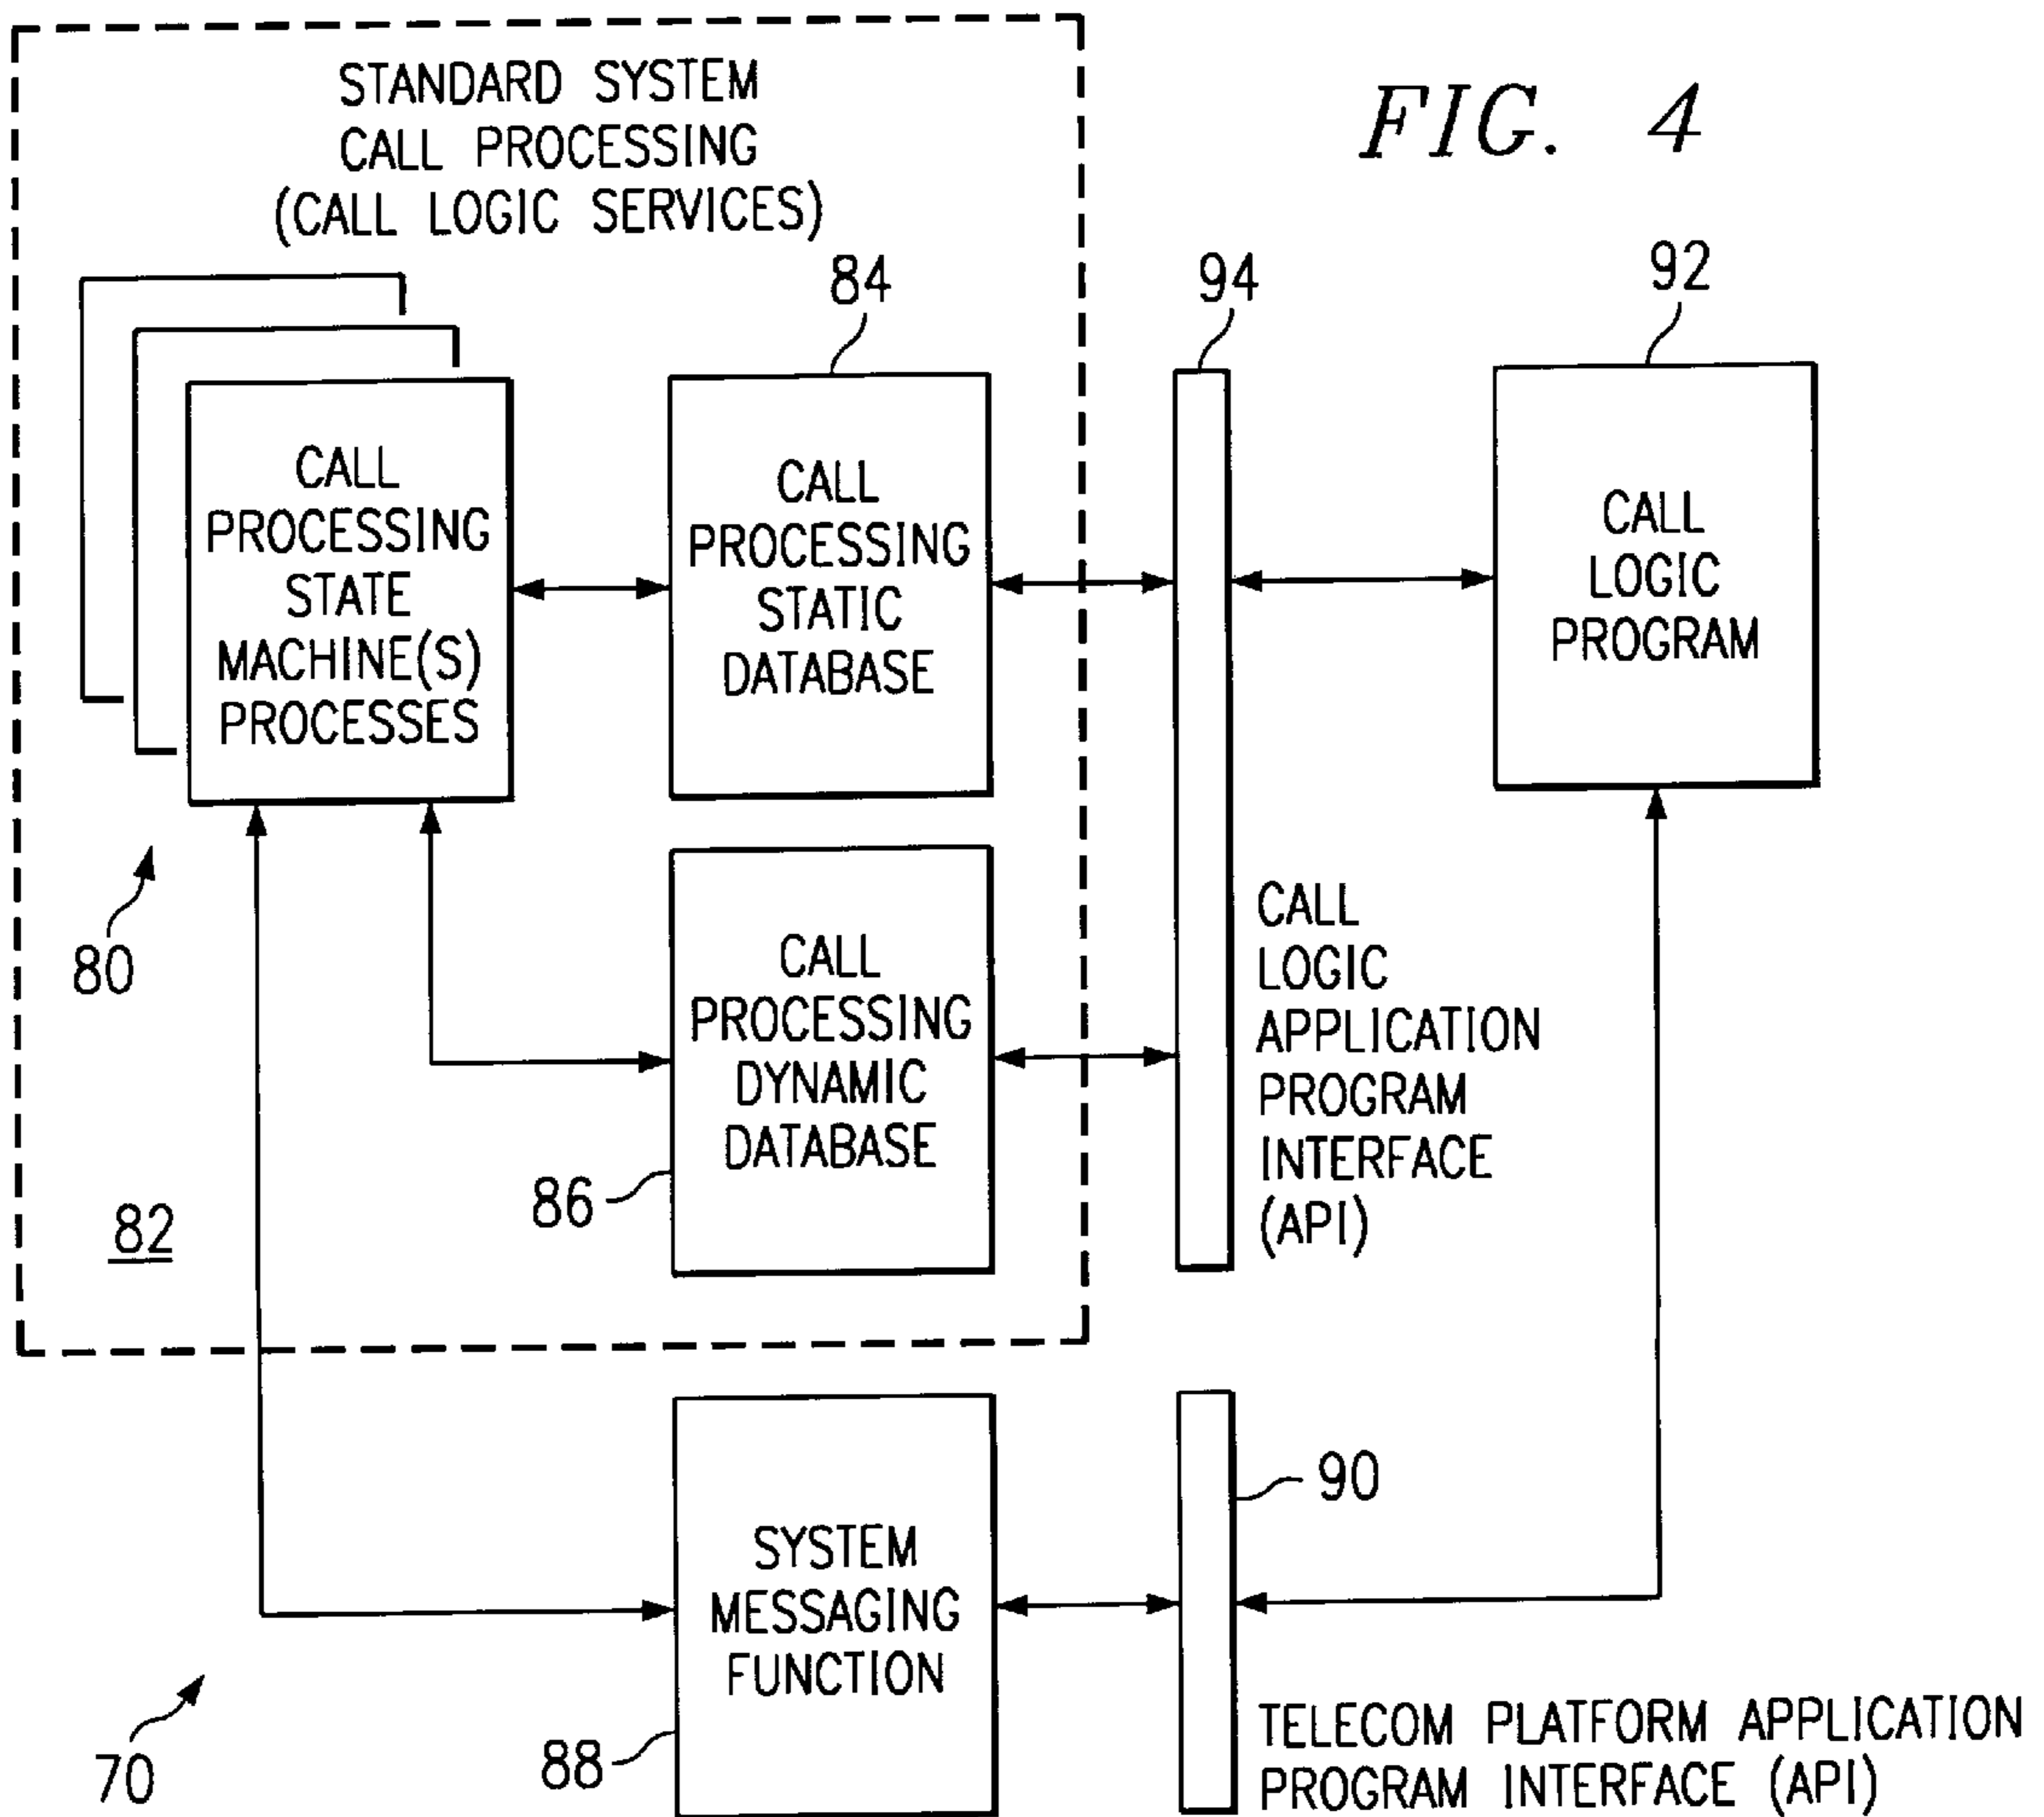 STANDARD SYSTEM
CALL PROCESSING
(CALL LOGIC SERVICES)
FIG. 4
84
94
92
CALL
PROCESSING
STATE
MACHINE(S)
PROCESSES
CALL
PROCESSING
STATIC
DATABASE
CALL
LOGIC
PROGRAM
80
CALL
PROCESSING
DYNAMIC
DATABASE
CALL
LOGIC
APPLICATION
PROGRAM
INTERFACE
(API)
86
82
90
SYSTEM
MESSAGING
FUNCTION
88
70
TELECOM PLATFORM APPLICATION
PROGRAM INTERFACE (API)